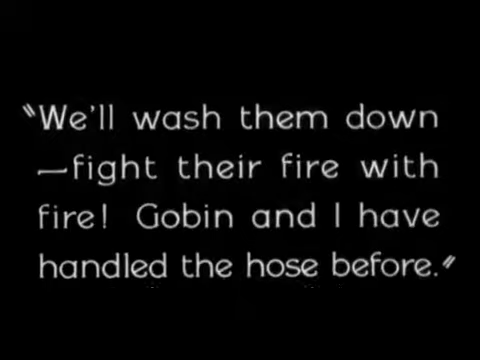 "We'll wash them down
—fight their fire with
fire! Gobin and I have
handled the hose before."